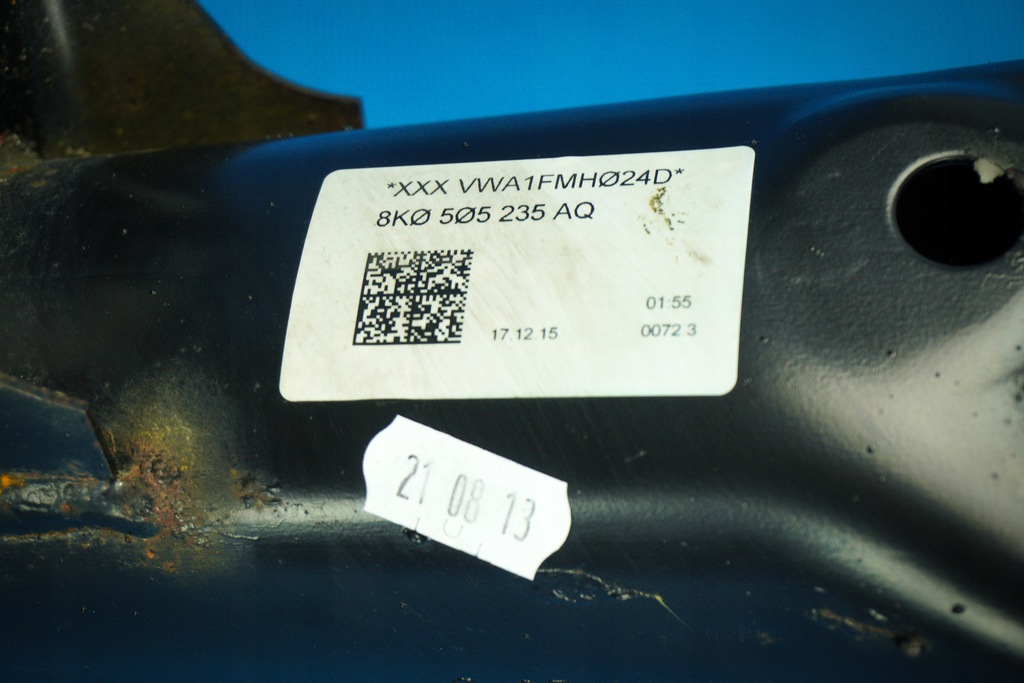 *XXX VWA1FMHØ24D*
8KØ 5Ø5 235 AQ
01:55
17.12.15
0072 3
21 08 13